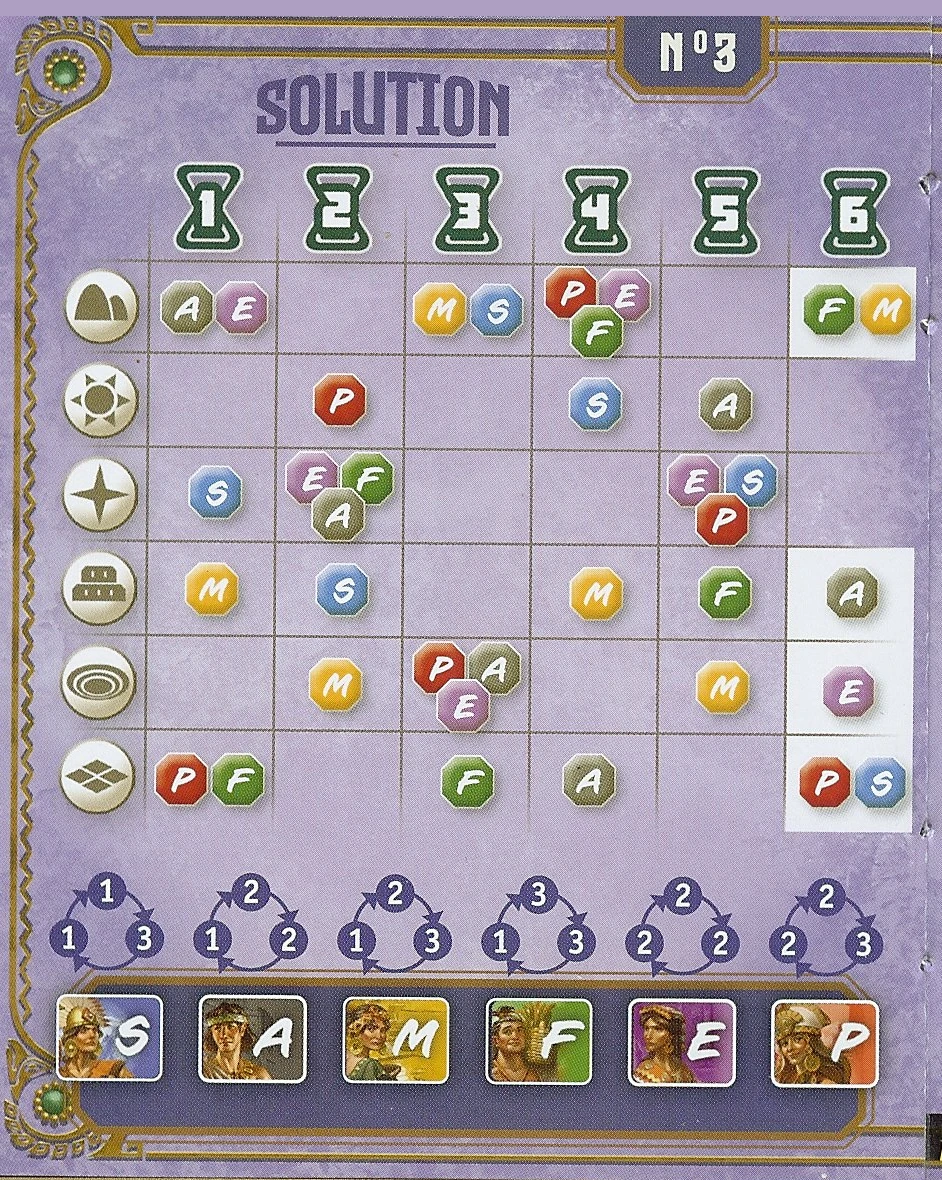 Nº3
SOLUTION
1 2 3 4 5 6
A E M S P E F F M
P S A
S E F A E S P
M S M F A
M P A E M E
P F F A P S
1 2 2 3 2 2
1 3 1 2 1 3 1 3 2 2 2 3
S A M F E P